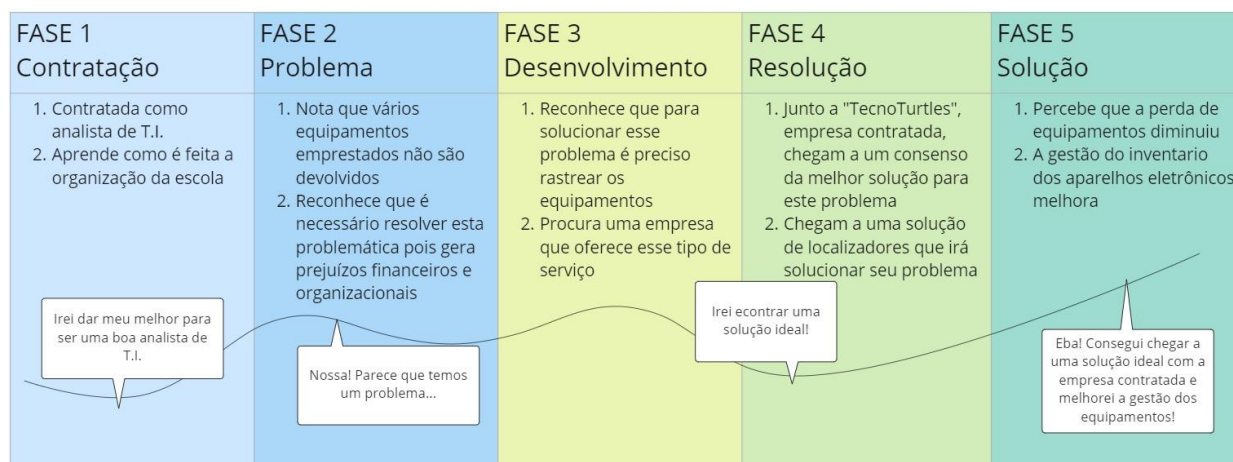 FASE 1
Contratação
1. Contratada como
analista de T.I.
2. Aprende como é feita a
organização da escola
Irei dar meu melhor para
ser uma boa analista de
T.I.
FASE 2
Problema
1. Nota que vários
equipamentos
emprestados não são
devolvidos
2. Reconhece que é
necessário resolver esta
problemática pois gera
prejuízos financeiros e
organizacionais
Nossa! Parece que temos
um problema...
FASE 3
Desenvolvimento
1. Reconhece que para
solucionar esse
problema é preciso
rastrear os
equipamentos
2. Procura uma empresa
que oferece esse tipo de
serviço
FASE 4
Resolução
1. Junto a "TecnoTurtles",
empresa contratada,
chegam a um consenso
da melhor solução para
este problema
2. Chegam a uma solução
de localizadores que irá
solucionar seu problema
Irei econtrar uma
solução ideal!
FASE 5
Solução
1. Percebe que a perda de
equipamentos diminuiu
2. A gestão do inventario
dos aparelhos eletrônicos
melhora
Eba! Consegui chegar a
uma solução ideal com a
empresa contratada e
melhorei a gestão dos
equipamentos!